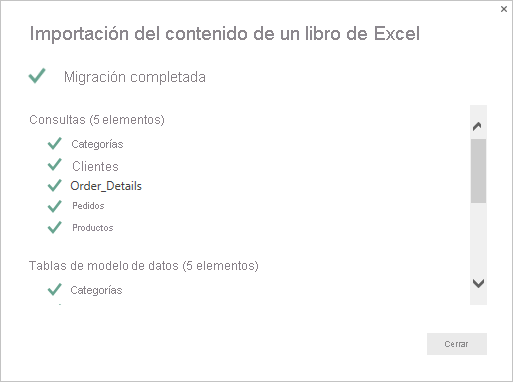 Importación del contenido de un libro de Excel
Migración completada
Consultas (5 elementos)
Categorías
Clientes
Order_Details
Pedidos
Productos
Tablas de modelo de datos (5 elementos)
Categorías
Cerrar